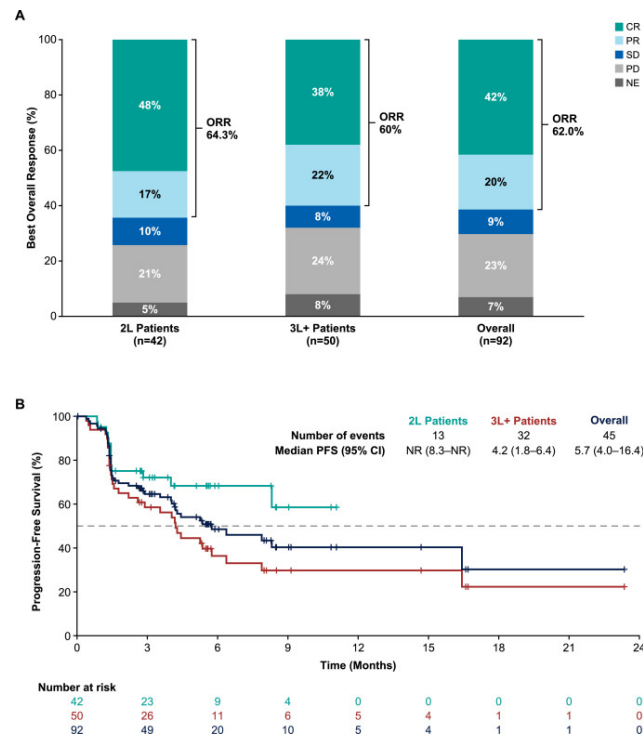 A
CR
PR
SD
PD
NE
Best Overall Response (%)
100
80
60
40
20
0
48%
17%
10%
21%
5%
ORR
64.3%
38%
22%
8%
24%
8%
ORR
60%
42%
20%
9%
23%
7%
ORR
62.0%
2L Patients
(n=42)
3L+ Patients
(n=50)
Overall
(n=92)
B
2L Patients 3L+ Patients Overall
Number of events 13 32 45
Median PFS (95% CI) NR (8.3–NR) 4.2 (1.8–6.4) 5.7 (4.0–16.4)
Progression-Free Survival (%)
100
80
60
40
20
0
0 3 6 9 12 15 18 21 24
Time (Months)
Number at risk
42 23 9 4 0 0 0 0 0
50 26 11 6 5 4 1 1 0
92 49 20 10 5 4 1 1 0